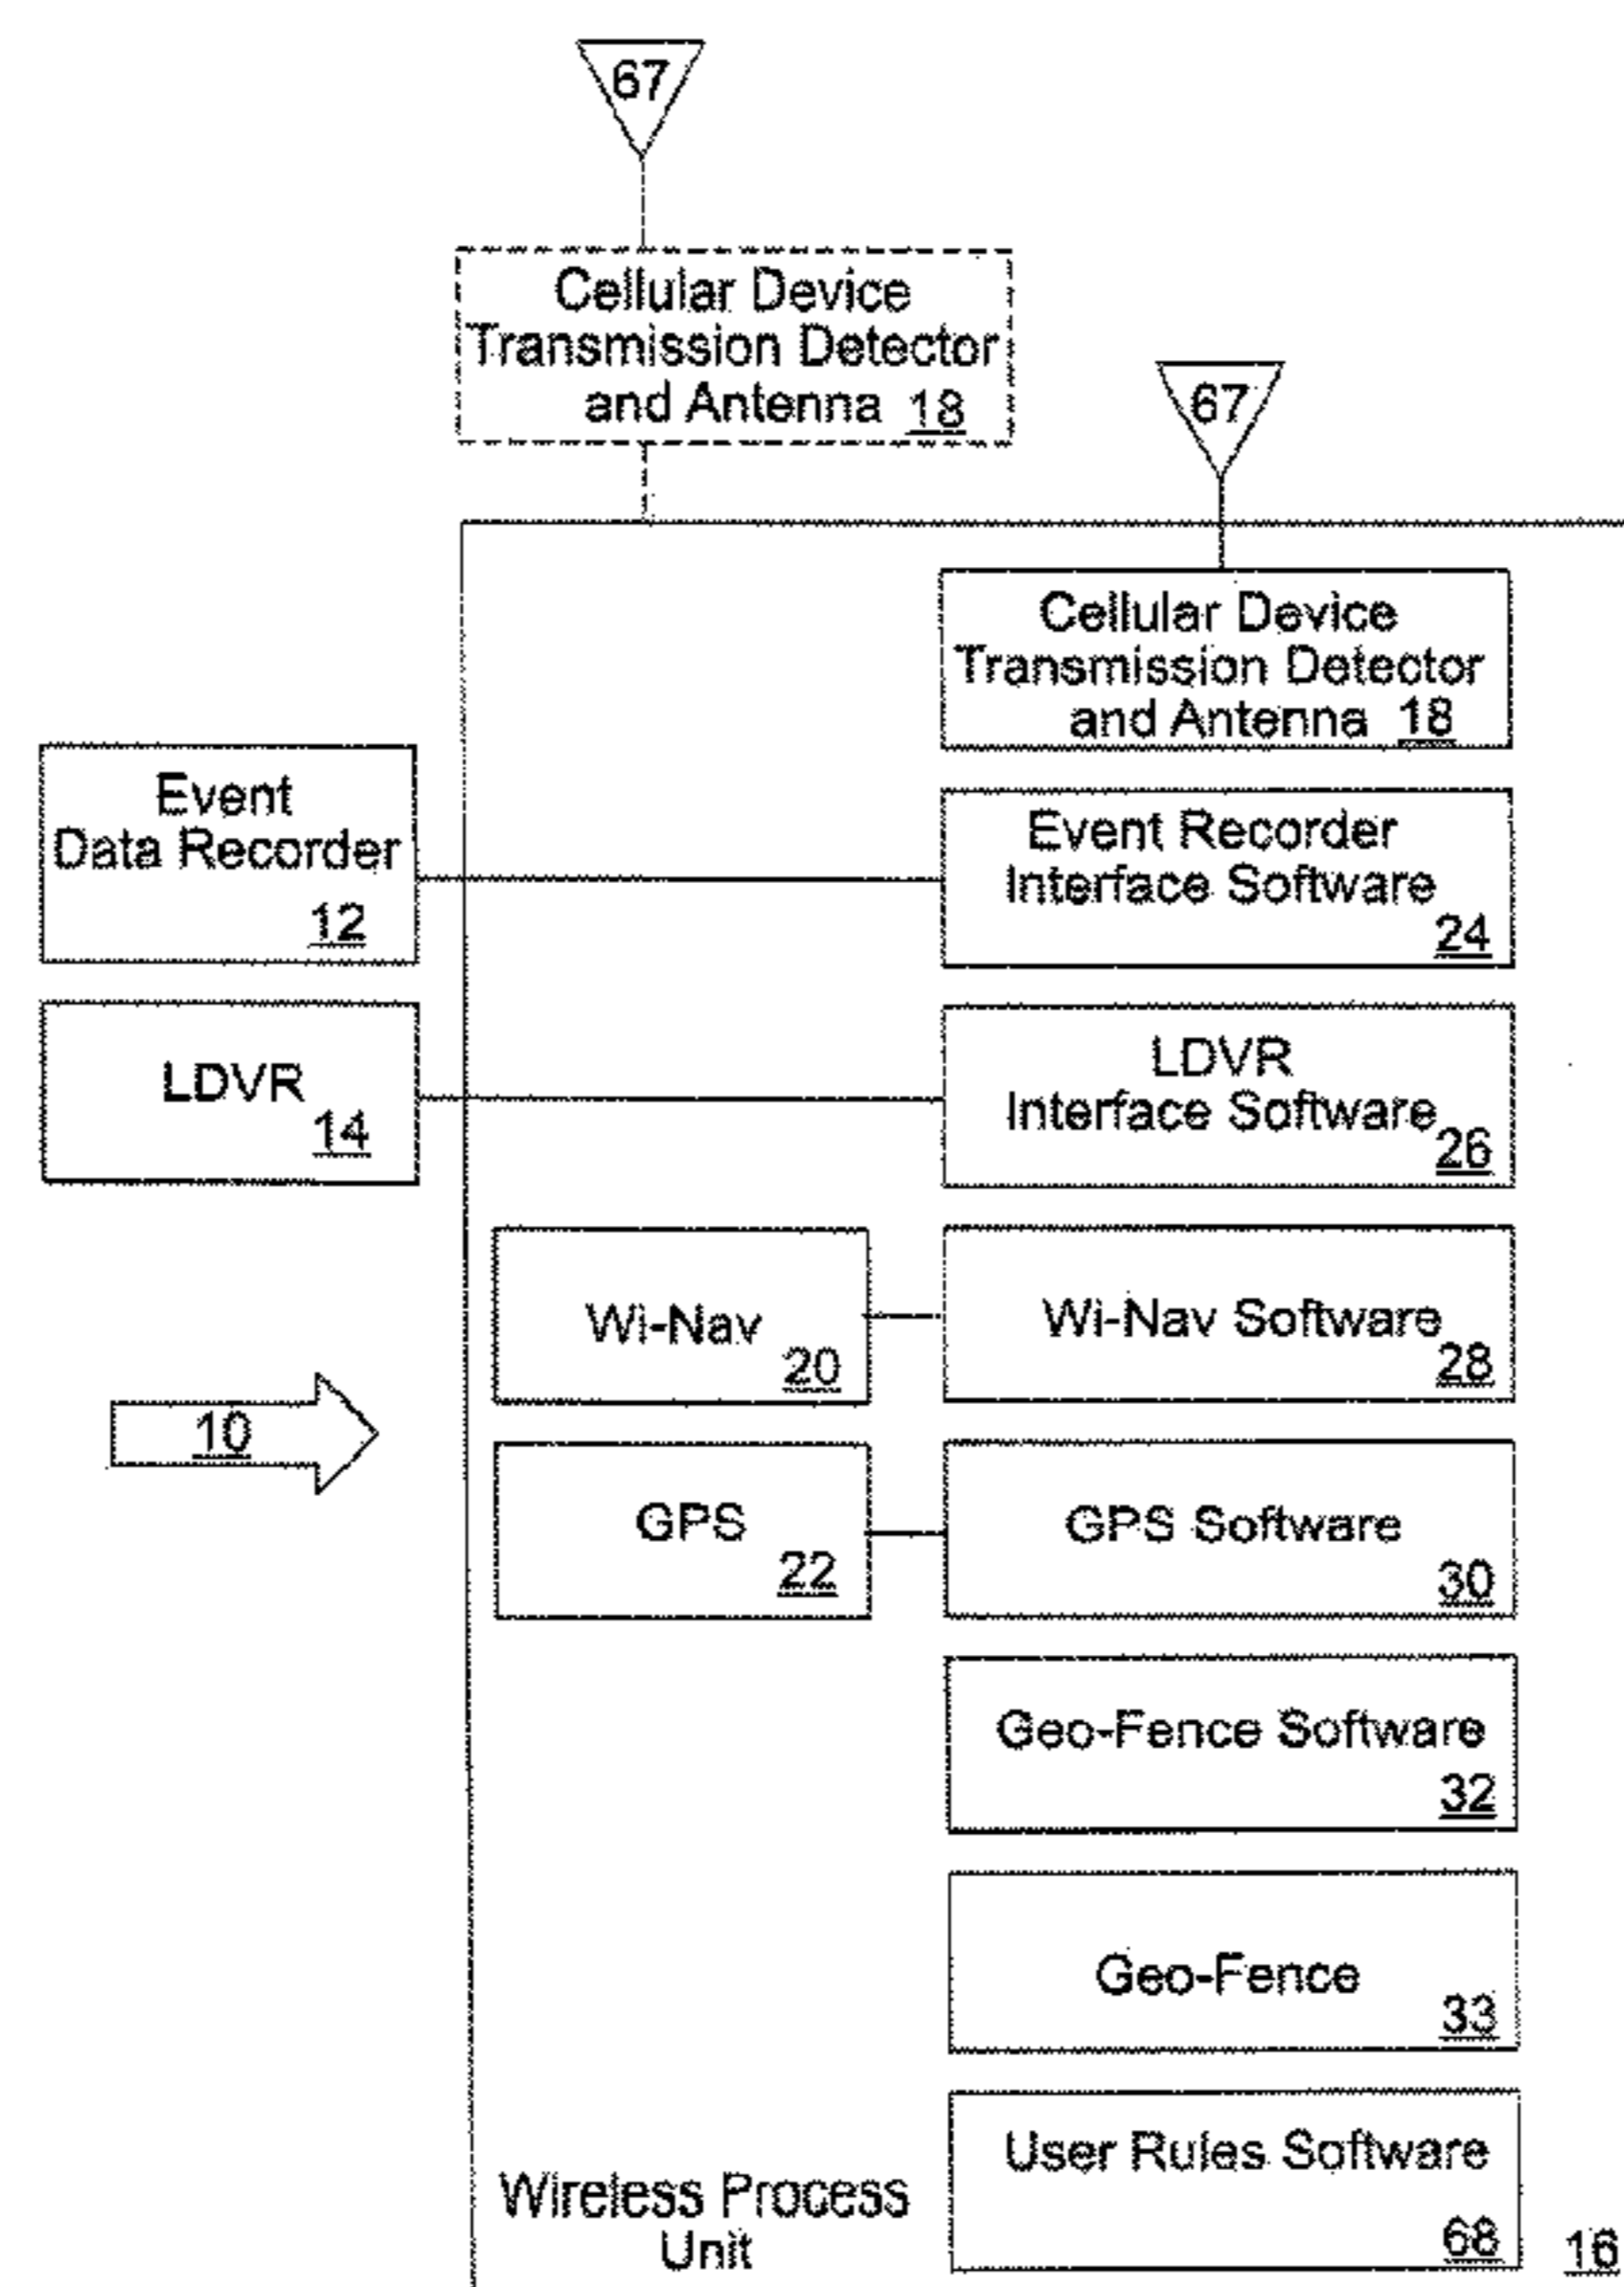 67
Cellular Device
Transmission Detector
and Antenna 18
67
Cellular Device
Transmission Detector
and Antenna 18
Event
Data Recorder
12
Event Recorder
Interface Software
24
LDVR
14
LDVR
Interface Software
26
Wi-Nav
20
Wi-Nav Software
28
10
GPS
22
GPS Software
30
Geo-Fence Software
32
Geo-Fence
33
User Rules Software
68
Wireless Process
Unit
16